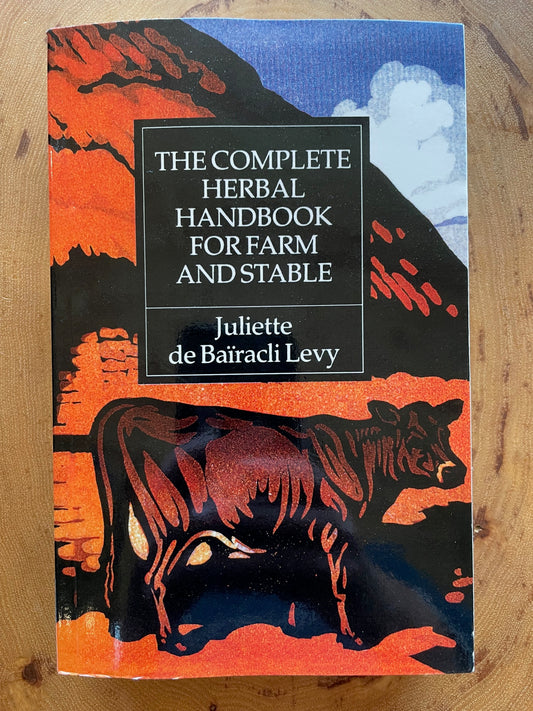 THE COMPLETE
HERBAL
HANDBOOK
FOR FARM
AND STABLE
Juliette
de Baïracli Levy